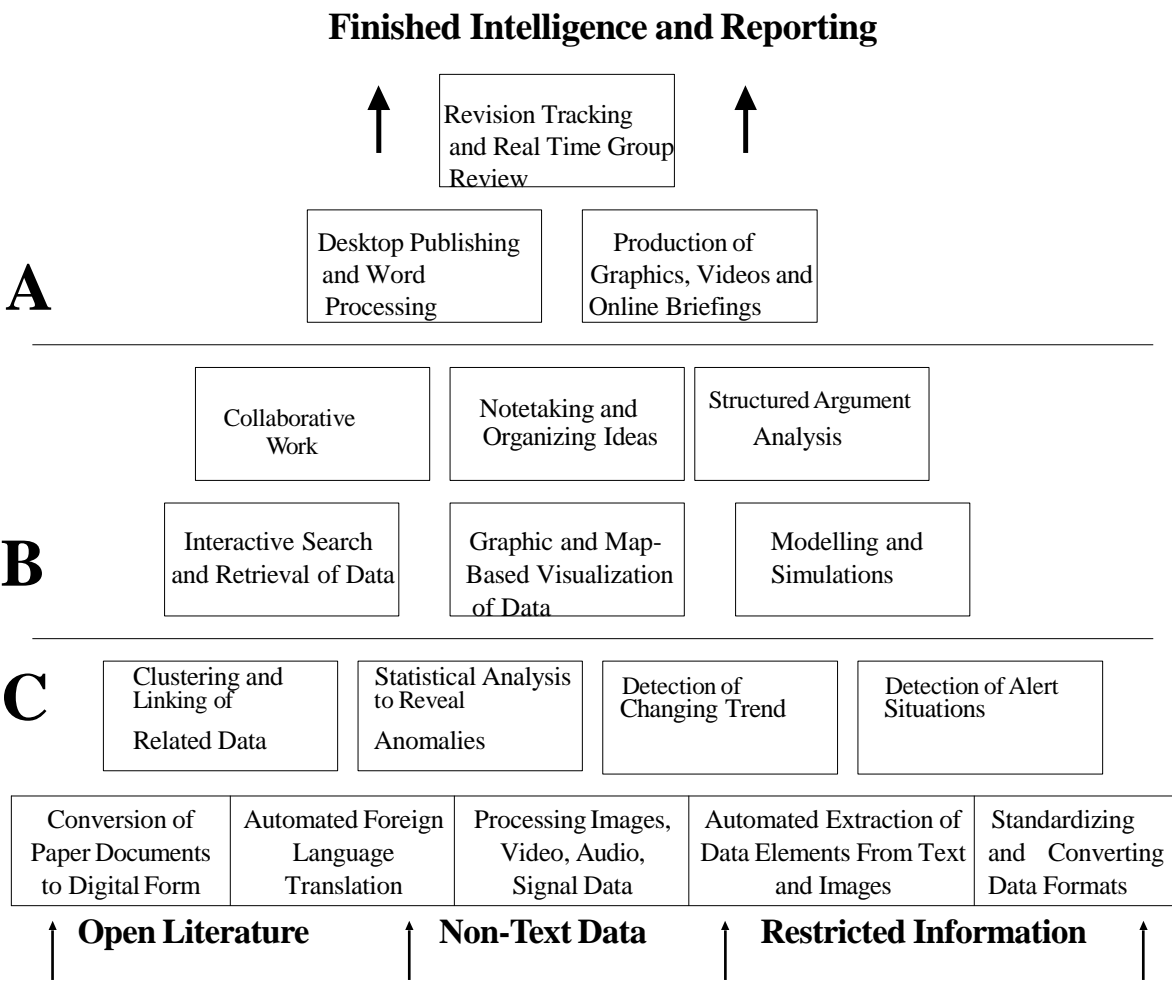 Finished Intelligence and Reporting
Revision Tracking
and Real Time Group
Review
Desktop Publishing
and Word
Processing
Production of
Graphics, Videos and
Online Briefings
A
Collaborative
Work
Notetaking and
Organizing Ideas
Structured Argument
Analysis
B
Interactive Search
and Retrieval of Data
Graphic and Map-
Based Visualization
of Data
Modelling and
Simulations
C
Clustering and
Linking of
Related Data
Statistical Analysis
to Reveal
Anomalies
Detection of
Changing Trend
Detection of Alert
Situations
Conversion of
Paper Documents
to Digital Form
Automated Foreign
Language
Translation
Processing Images,
Video, Audio,
Signal Data
Automated Extraction of
Data Elements From Text
and Images
Standardizing
and Converting
Data Formats
Open Literature
Non-Text Data
Restricted Information